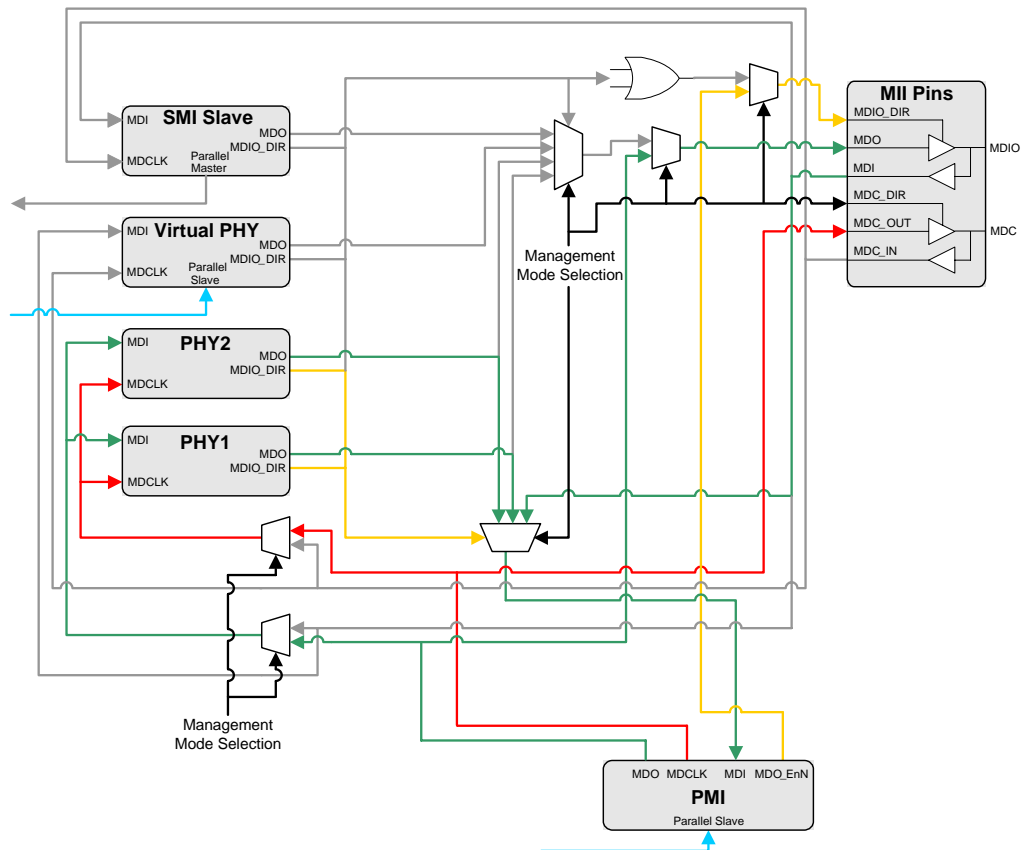 MII Pins
MDIO_DIR
MDO
MDIO
MDI
MDC_DIR
MDC_OUT
MDC
MDC_IN
SMI Slave
MDI
MDO
MDIO_DIR
MDCLK
Parallel
Master
Virtual PHY
MDI
MDO
MDIO_DIR
MDCLK
Parallel
Slave
Management
Mode Selection
PHY2
MDI
MDO
MDIO_DIR
MDCLK
PHY1
MDI
MDO
MDIO_DIR
MDCLK
Management
Mode Selection
MDO MDCLK MDI MDO_EnN
PMI
Parallel Slave